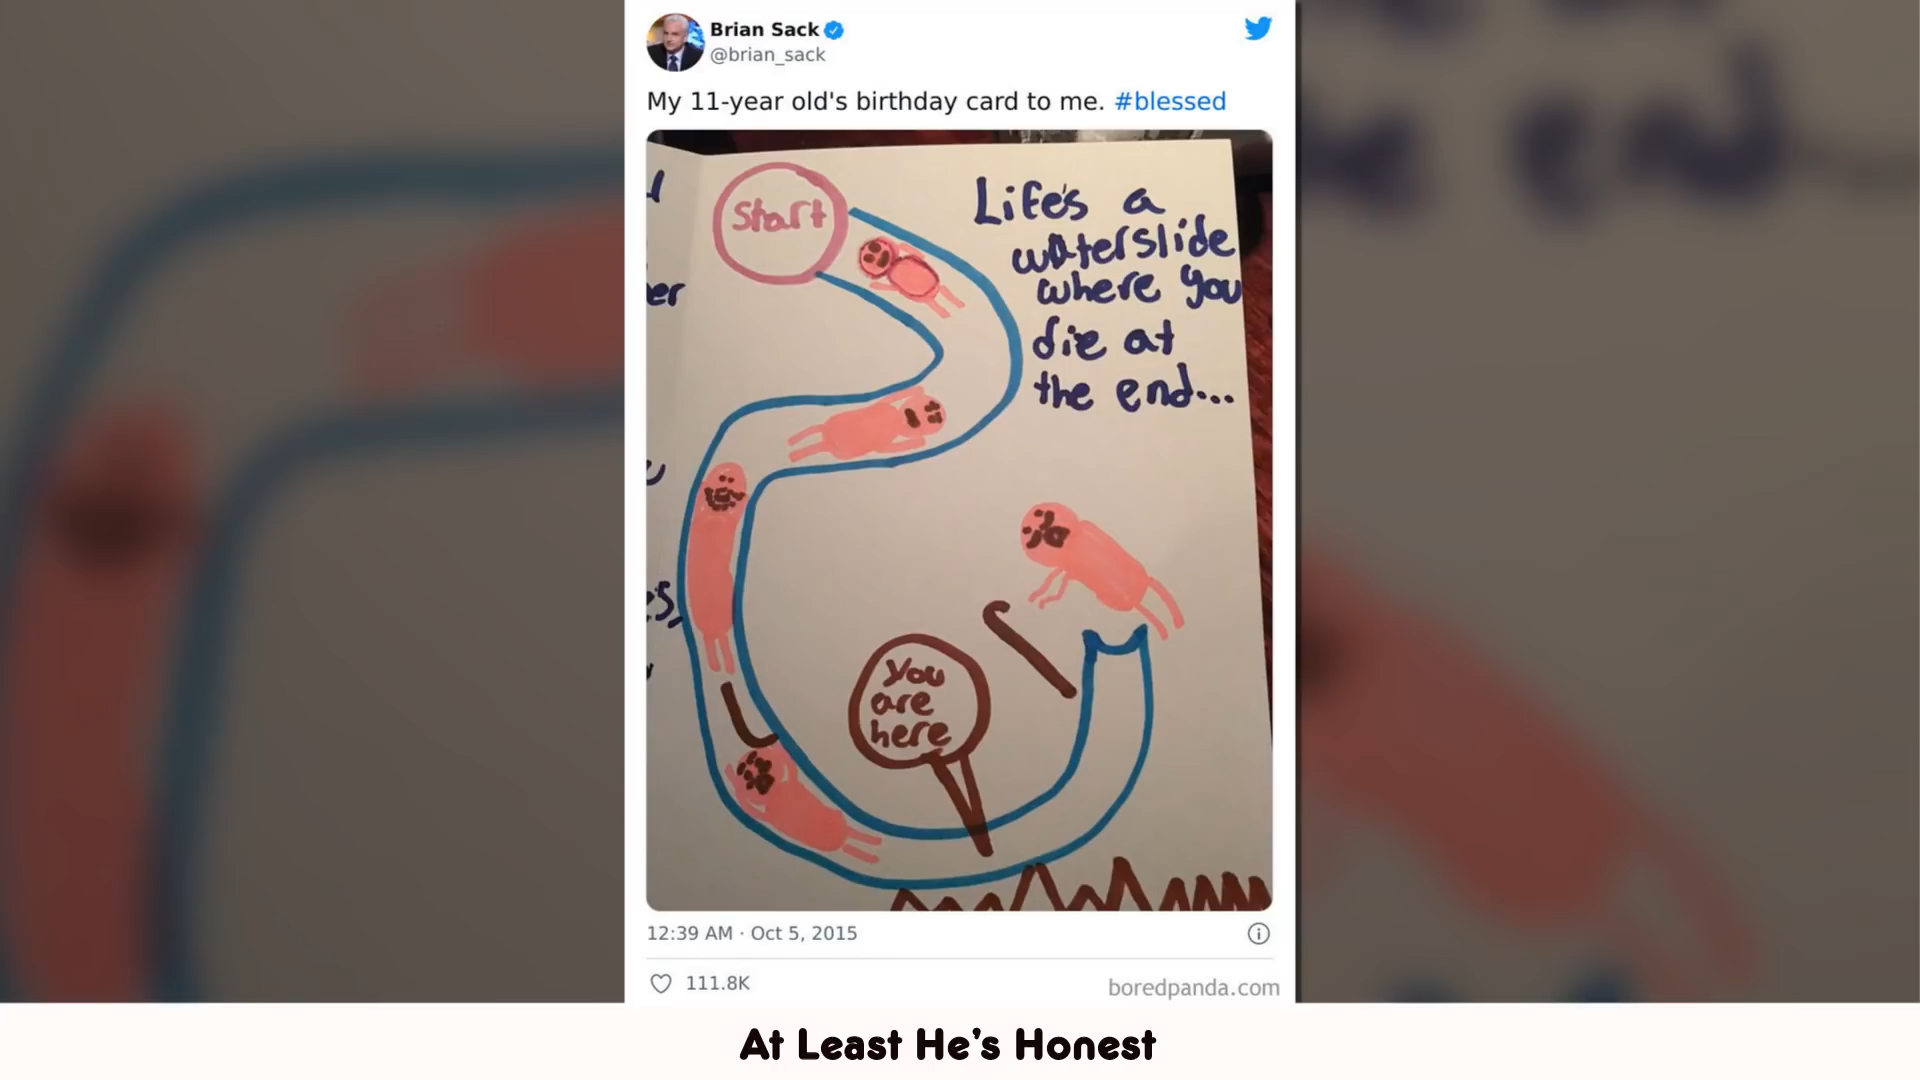 Brian Sack
@brian_sack
My 11-year old's birthday card to me. #blessed
Start
Life's a
waterslide
where you
die at
the end...
er
es,
you
are
here
12:39 AM · Oct 5, 2015
111.8K
boredpanda.com
At Least He's Honest